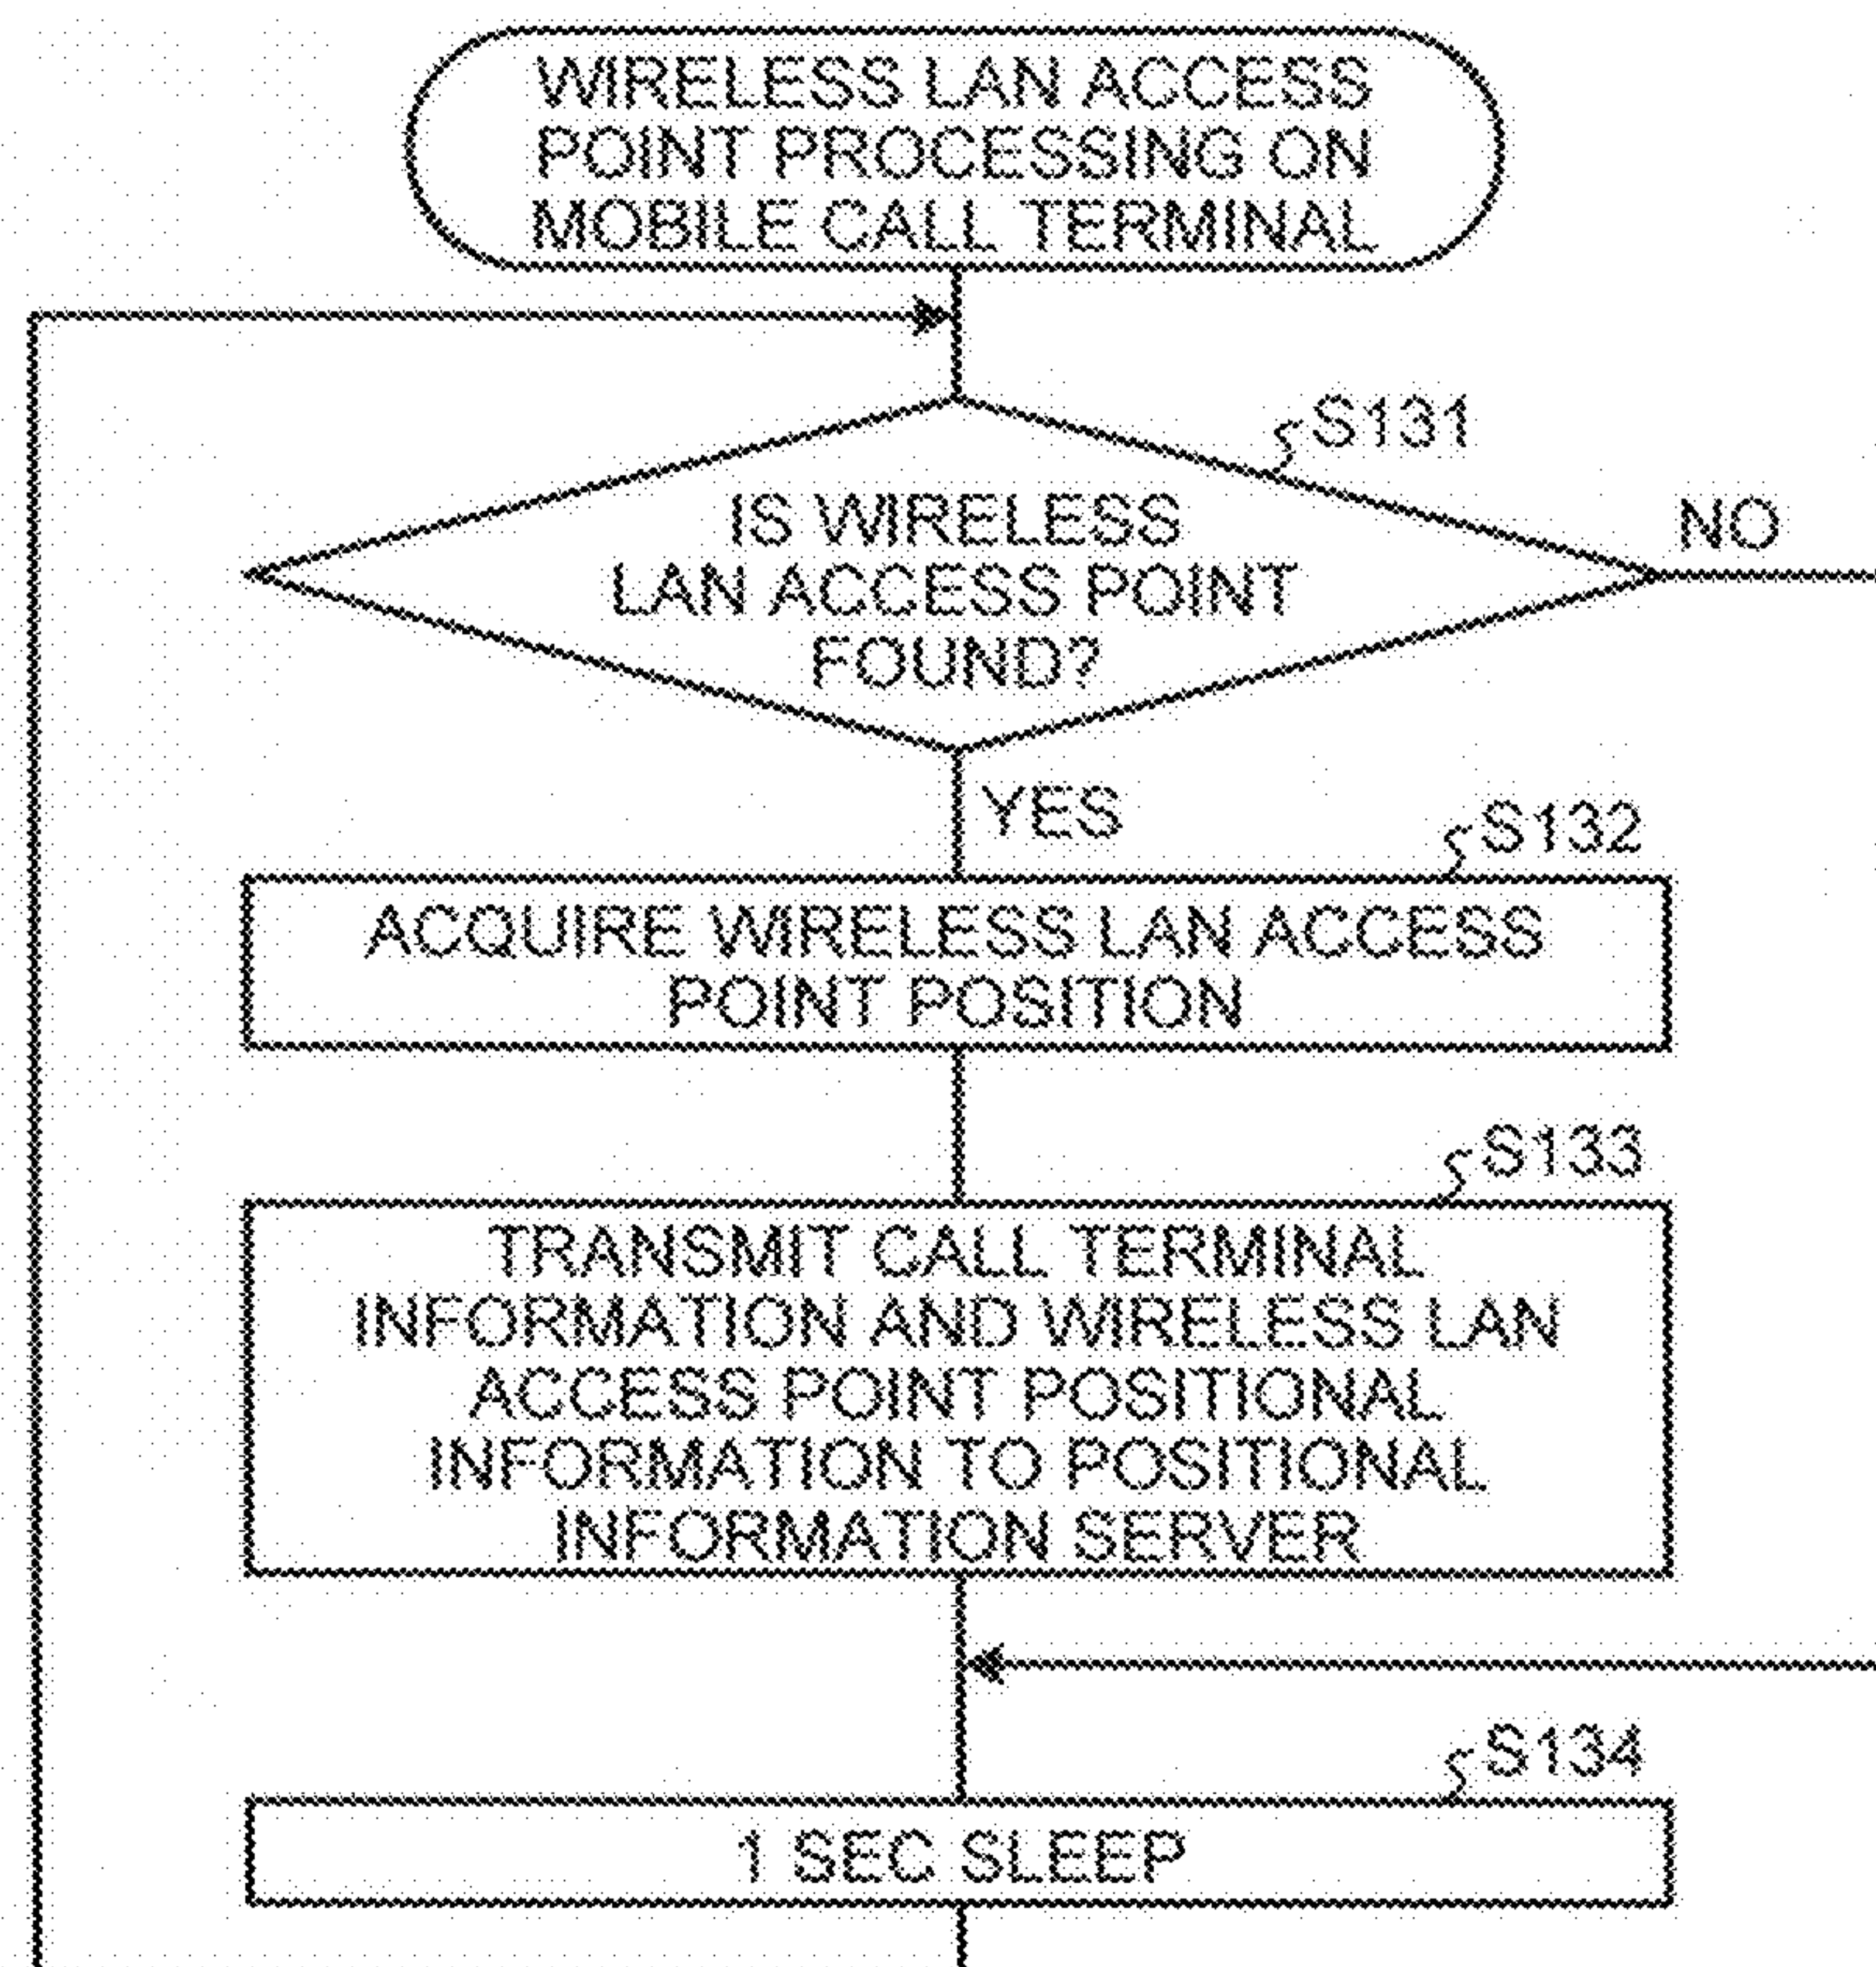 WIRELESS LAN ACCESS
POINT PROCESSING ON
MOBILE CALL TERMINAL
S131
IS WIRELESS
LAN ACCESS POINT
FOUND?
NO
YES
S132
ACQUIRE WIRELESS LAN ACCESS
POINT POSITION
S133
TRANSMIT CALL TERMINAL
INFORMATION AND WIRELESS LAN
ACCESS POINT POSITIONAL
INFORMATION TO POSITIONAL
INFORMATION SERVER
S134
1 SEC SLEEP